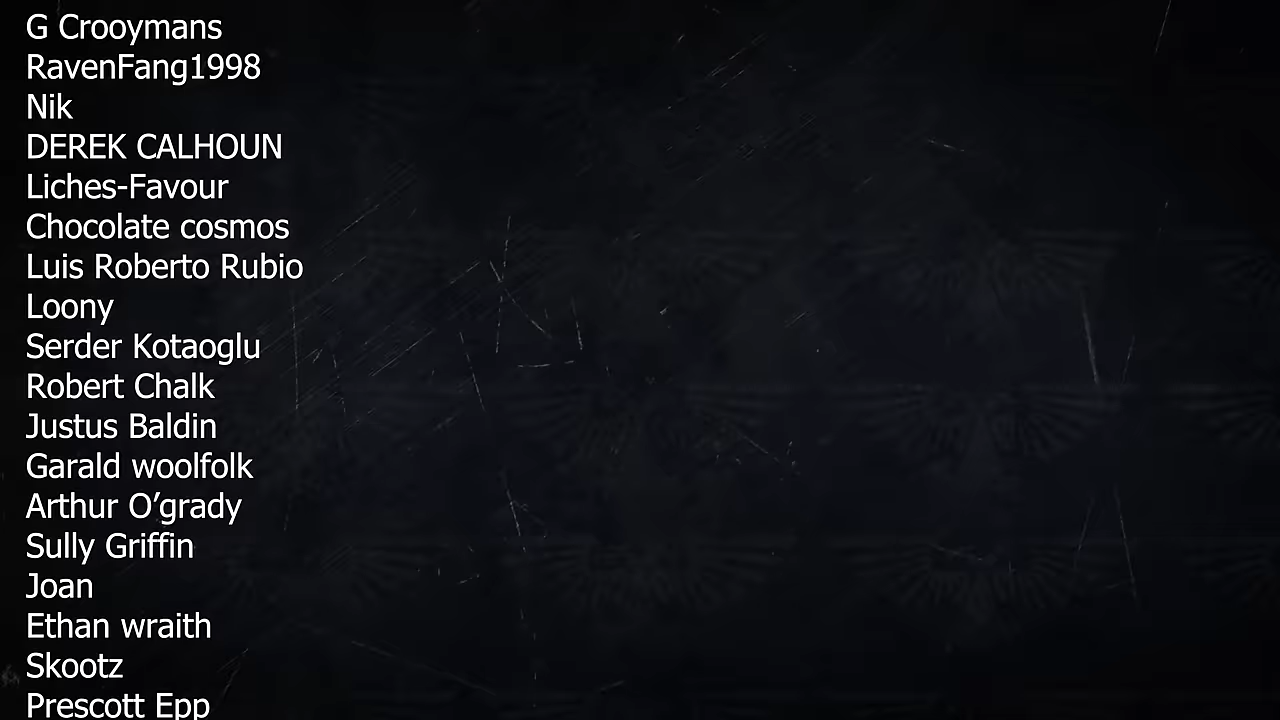 G Crooymans
RavenFang1998
Nik
DEREK CALHOUN
Liches-Favour
Chocolate cosmos
Luis Roberto Rubio
Loony
Serder Kotaoglu
Robert Chalk
Justus Baldin
Garald woolfolk
Arthur O’grady
Sully Griffin
Joan
Ethan wraith
Skootz
Prescott Epp